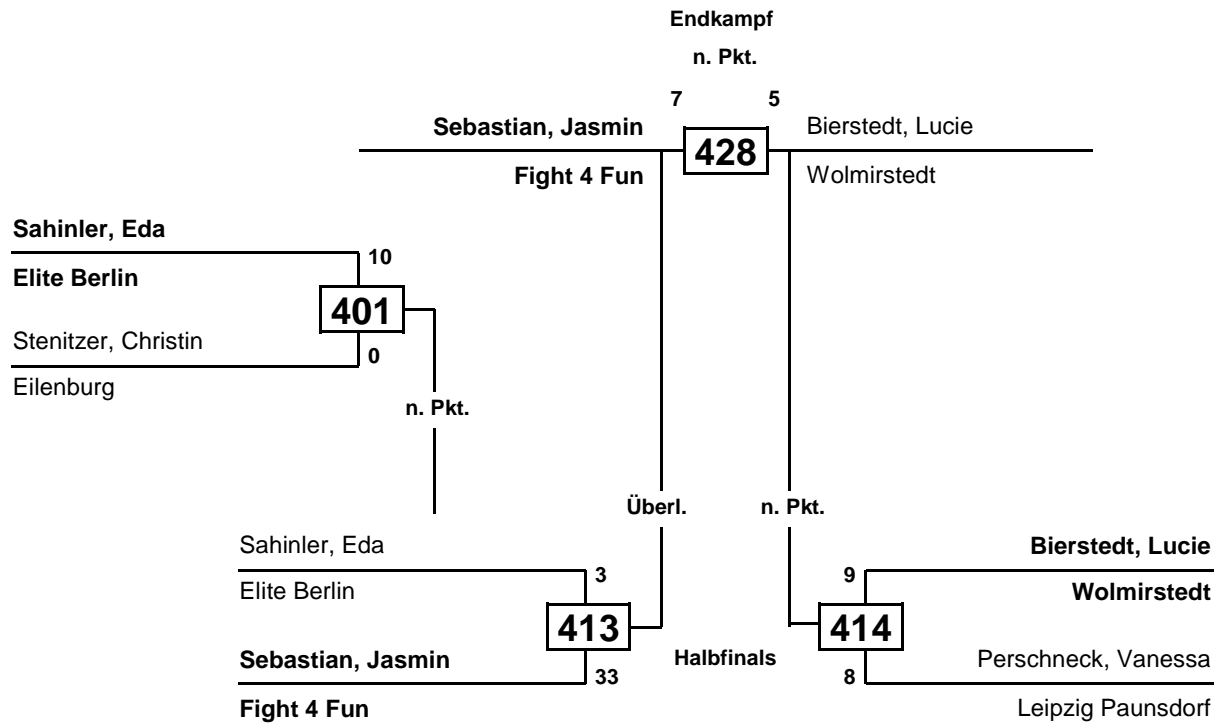 Endkampf
n. Pkt.
7 5
Sebastian, Jasmin 428 Bierstedt, Lucie
Fight 4 Fun Wolmirstedt
Sahinler, Eda
10
Elite Berlin
401
Stenitzer, Christin
0
Eilenburg
n. Pkt.
Überl. n. Pkt.
Sahinler, Eda Bierstedt, Lucie
3 9
Elite Berlin Wolmirstedt
413 414
Sebastian, Jasmin Halbfinals Perschneck, Vanessa
33 8
Fight 4 Fun Leipzig Paunsdorf